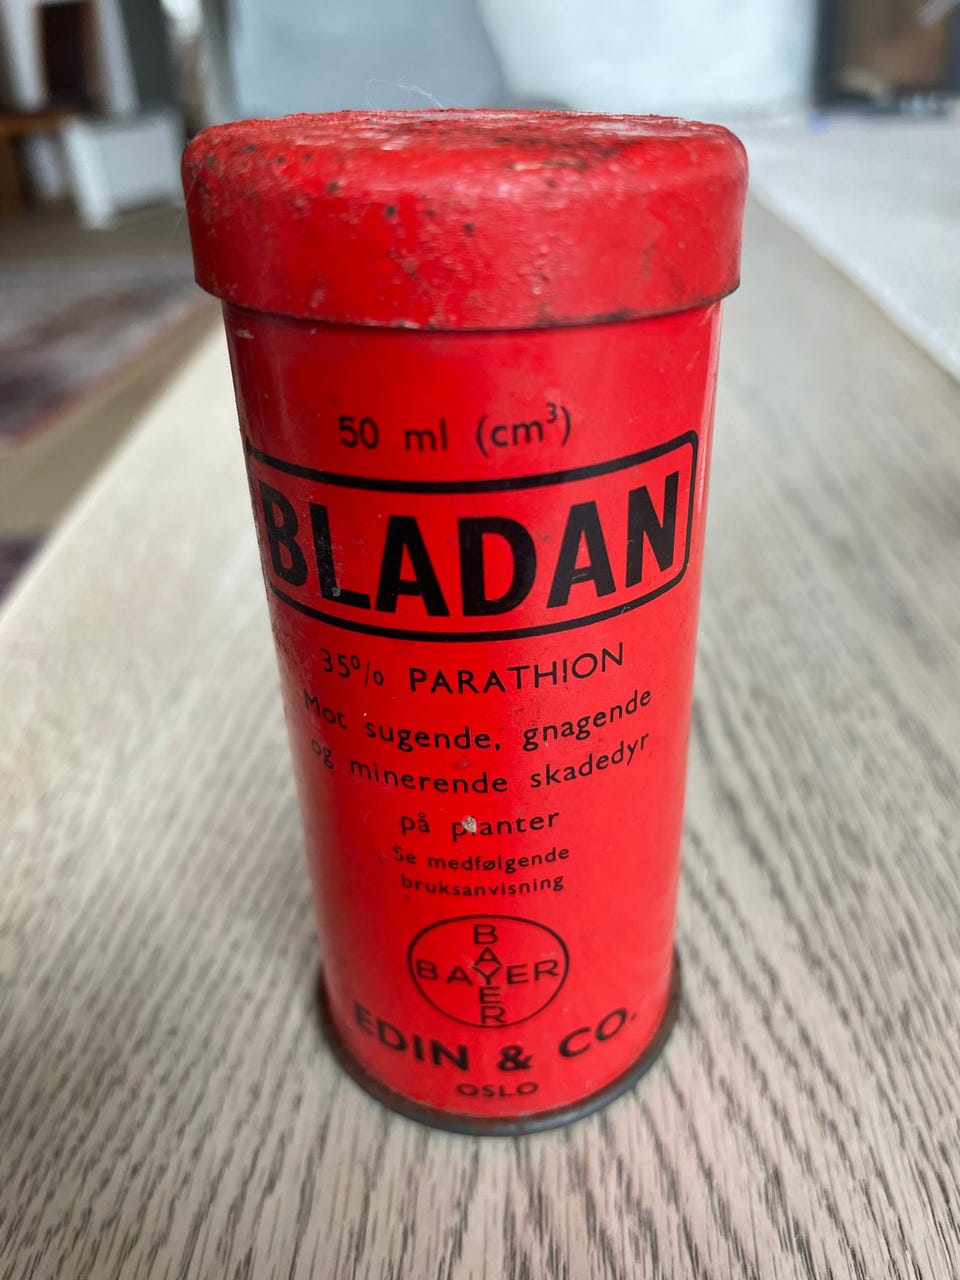 50 ml (cm³)
BLADAN
35% PARATHION
Mot sugende, gnagende
og minerende skadedyr
på planter
Se medfølgende
bruksanvisning
BAYER
BAYER
EDIN & CO.
OSLO